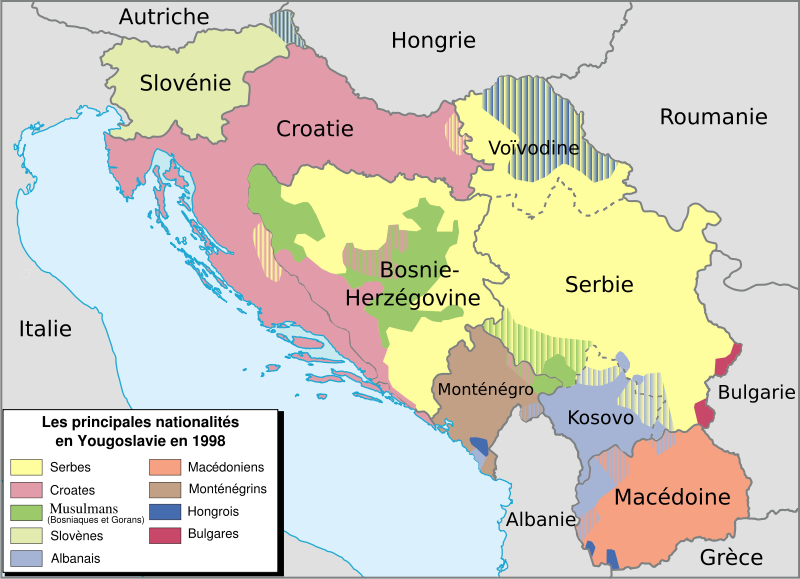 Autriche
Hongrie
Slovénie
Roumanie
Croatie
Voïvodine
Bosnie-
Herzégovine
Serbie
Italie
Monténégro
Bulgarie
Kosovo
Macédoine
Albanie
Grèce
Les principales nationalités
en Yougoslavie en 1998
Serbes
Croates
Musulmans
(Bosniaques et Gorans)
Slovènes
Albanais
Macédoniens
Monténégrins
Hongrois
Bulgares